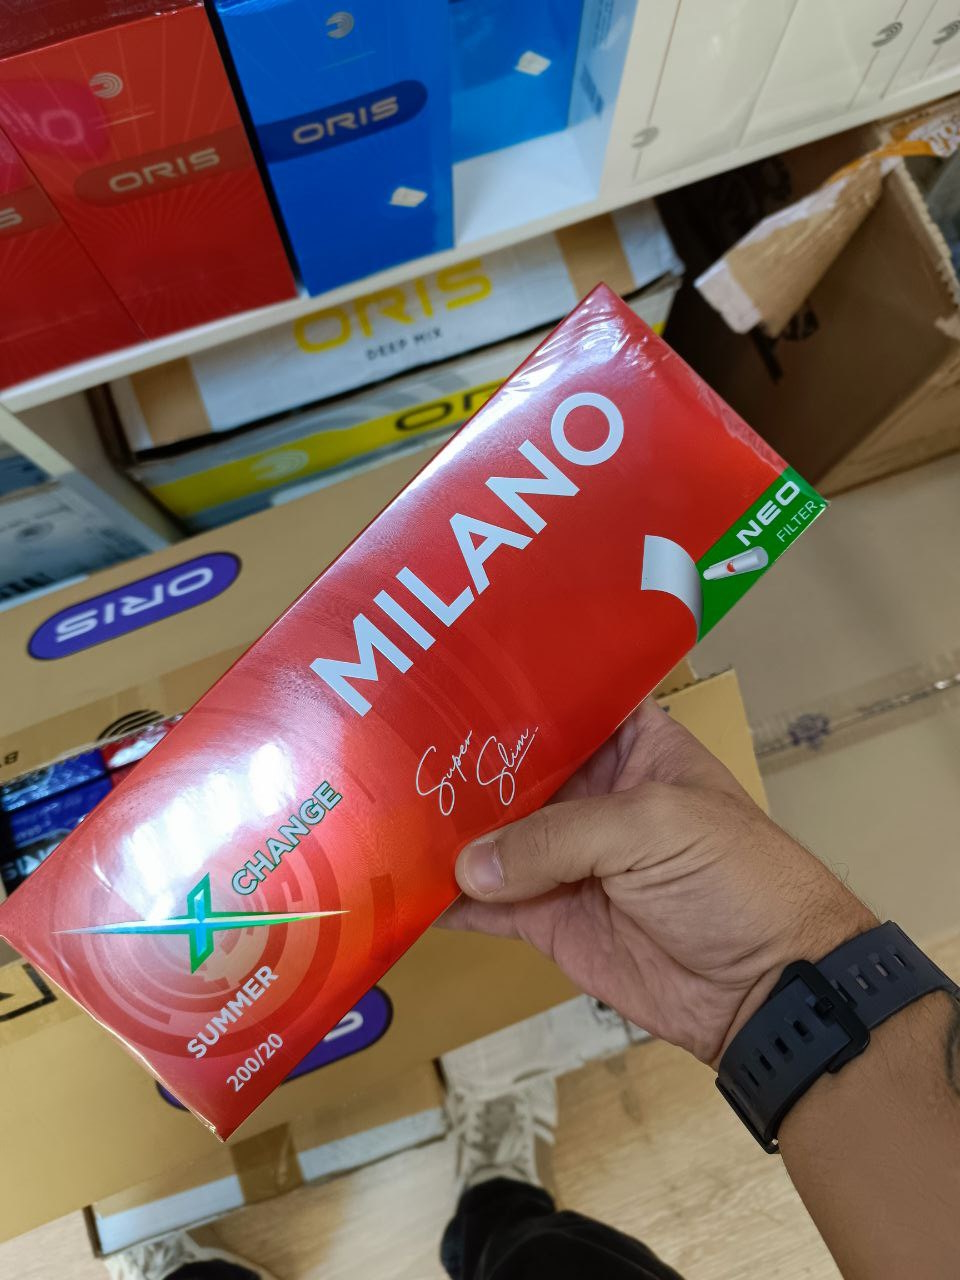 ORIS
ORIS
ORIS
DEEP MIX
ORIS
MILANO
NEO
FILTER
Super
Slim
X
CHANGE
SUMMER
200/20